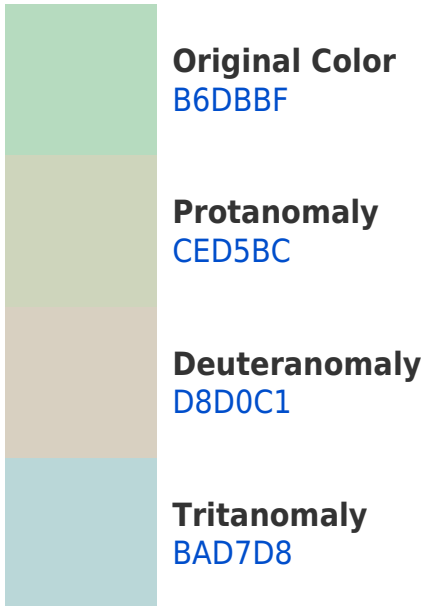 Original Color
B6DBBF
Protanomaly
CED5BC
Deuteranomaly
D8D0C1
Tritanomaly
BAD7D8